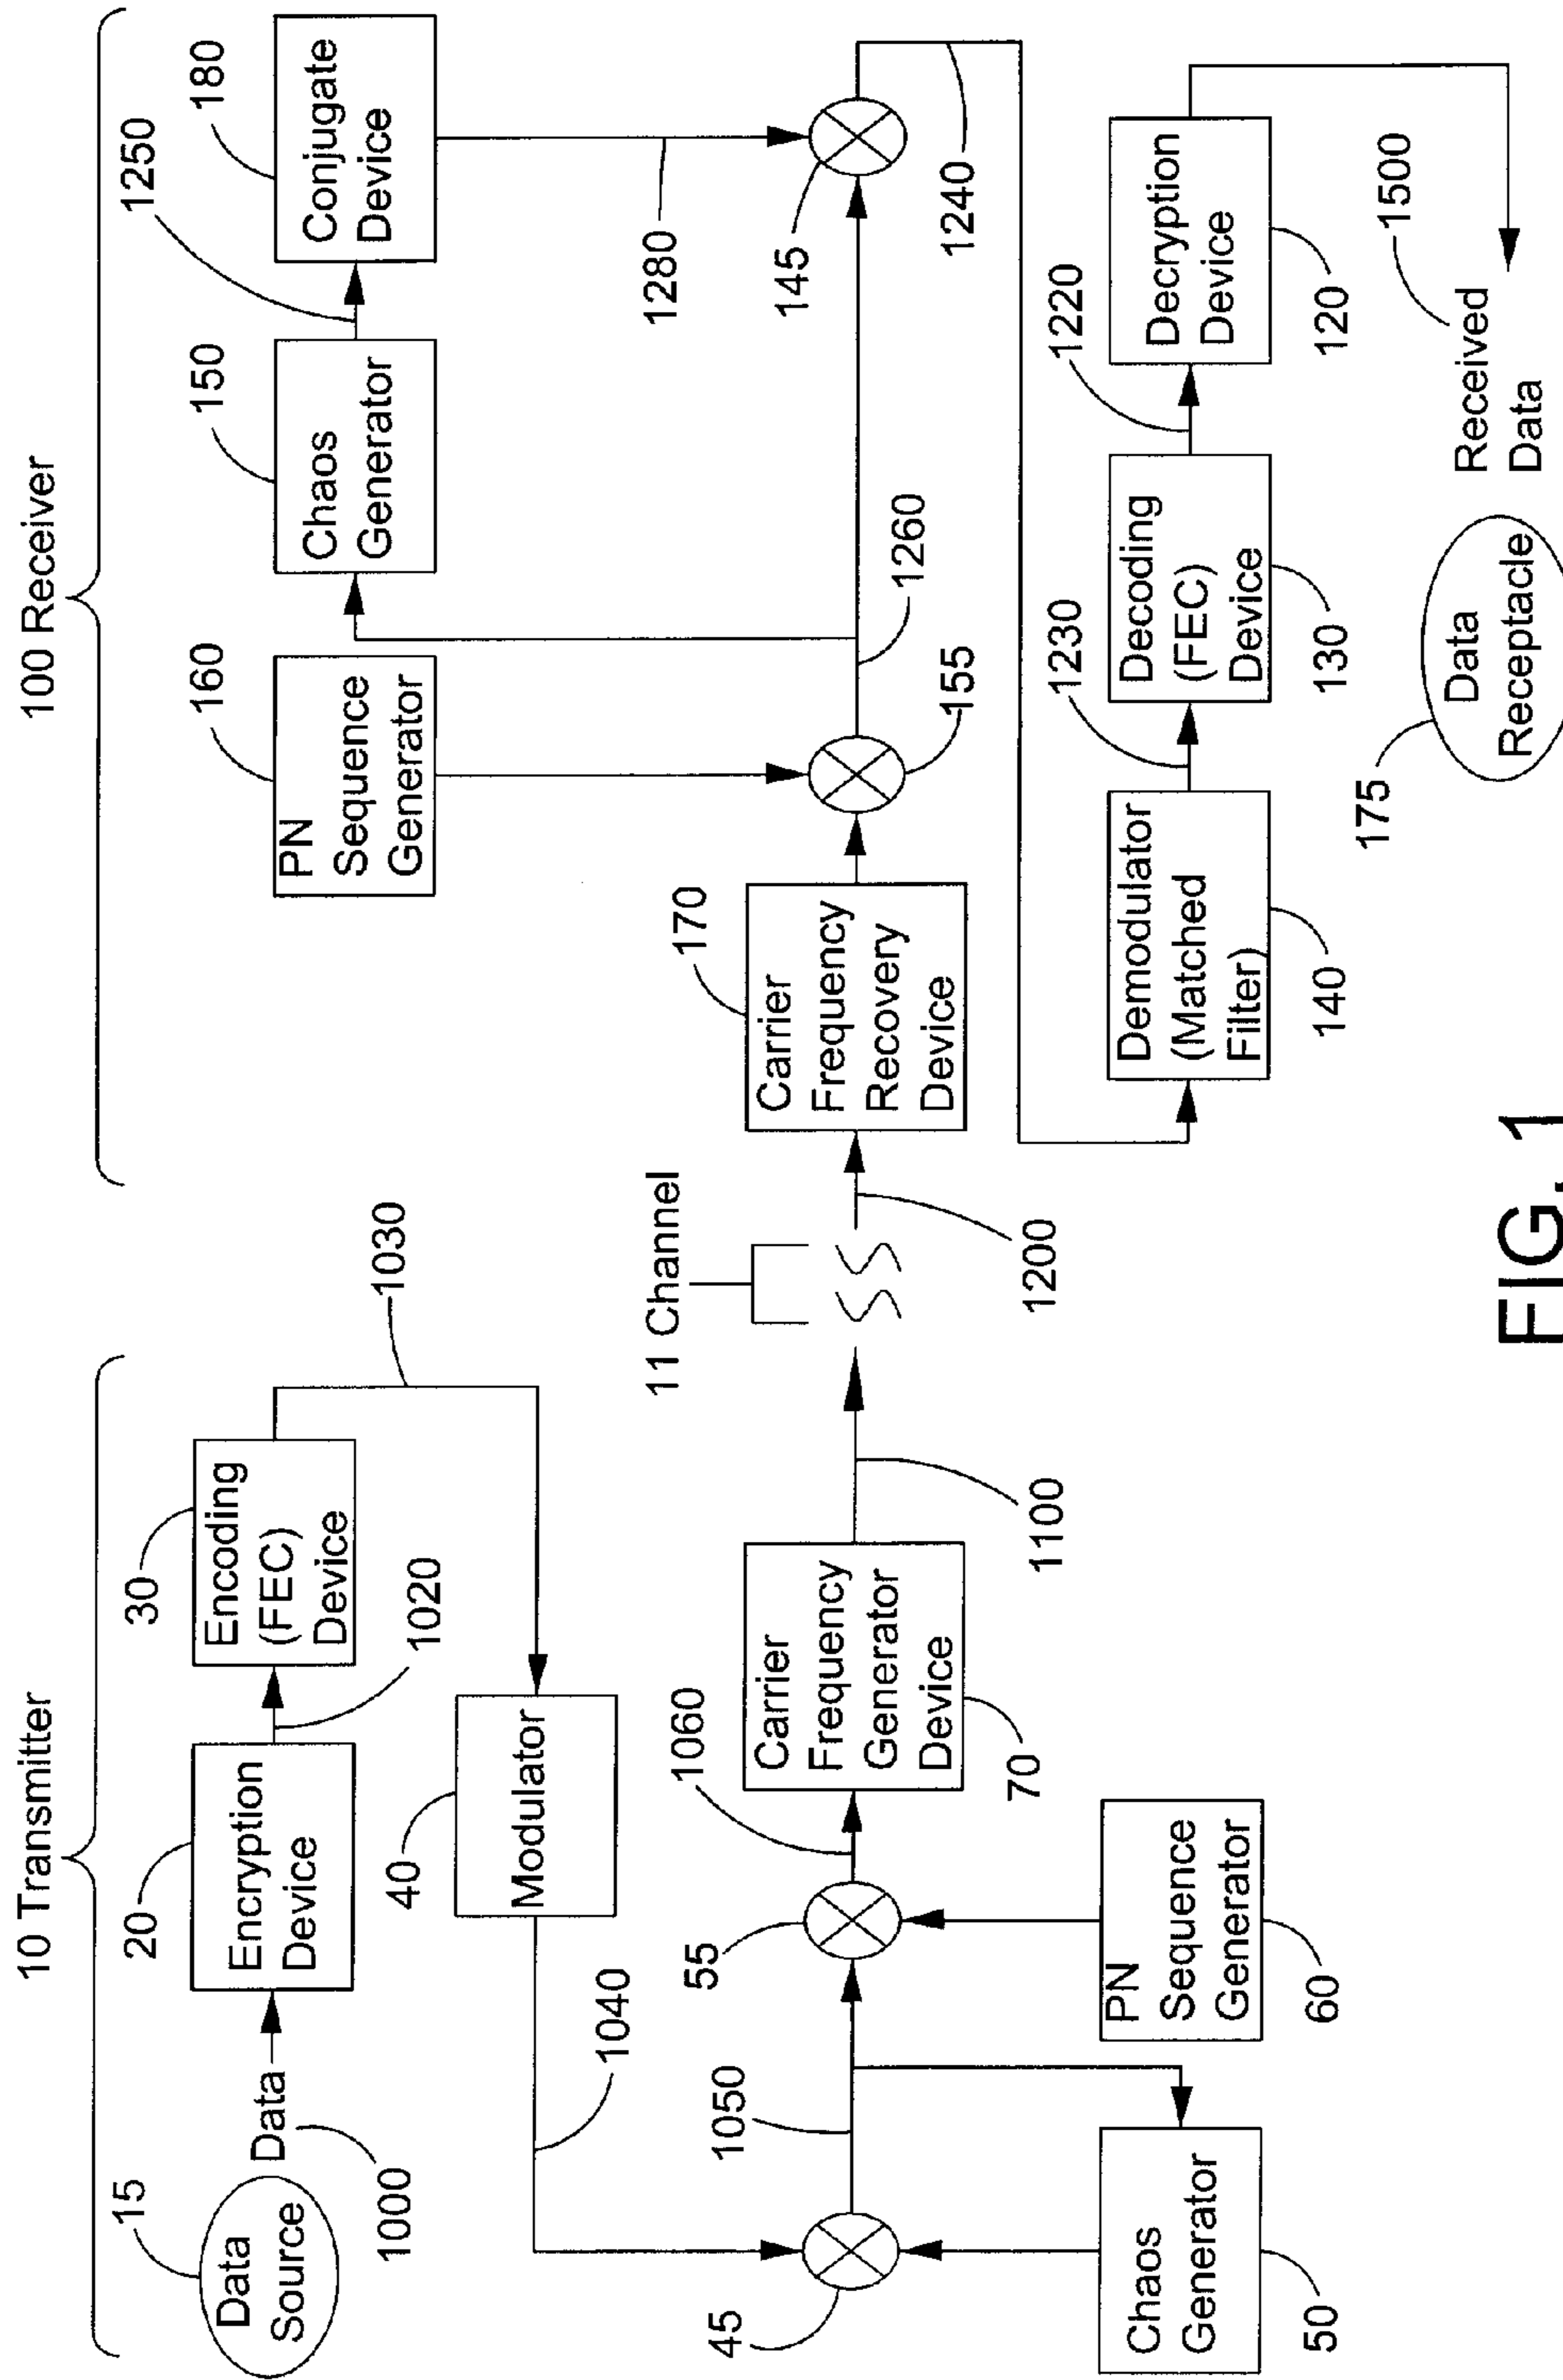 10 Transmitter
15
Data
Source
Data
1000
20
Encryption
Device
1020
30
Encoding
(FEC)
Device
1030
40
Modulator
1040
45
1050
50
Chaos
Generator
55
60
PN
Sequence
Generator
1060
70
Carrier
Frequency
Generator
Device
1100
11 Channel
1200
100 Receiver
170
Carrier
Frequency
Recovery
Device
160
PN
Sequence
Generator
155
1260
150
Chaos
Generator
1250
180
Conjugate
Device
1280
145
1240
Demodulator
(Matched
Filter)
140
1230
Decoding
(FEC)
Device
130
1220
Decryption
Device
120
1500
Received
Data
175
Data
Receptacle
FIG. 1